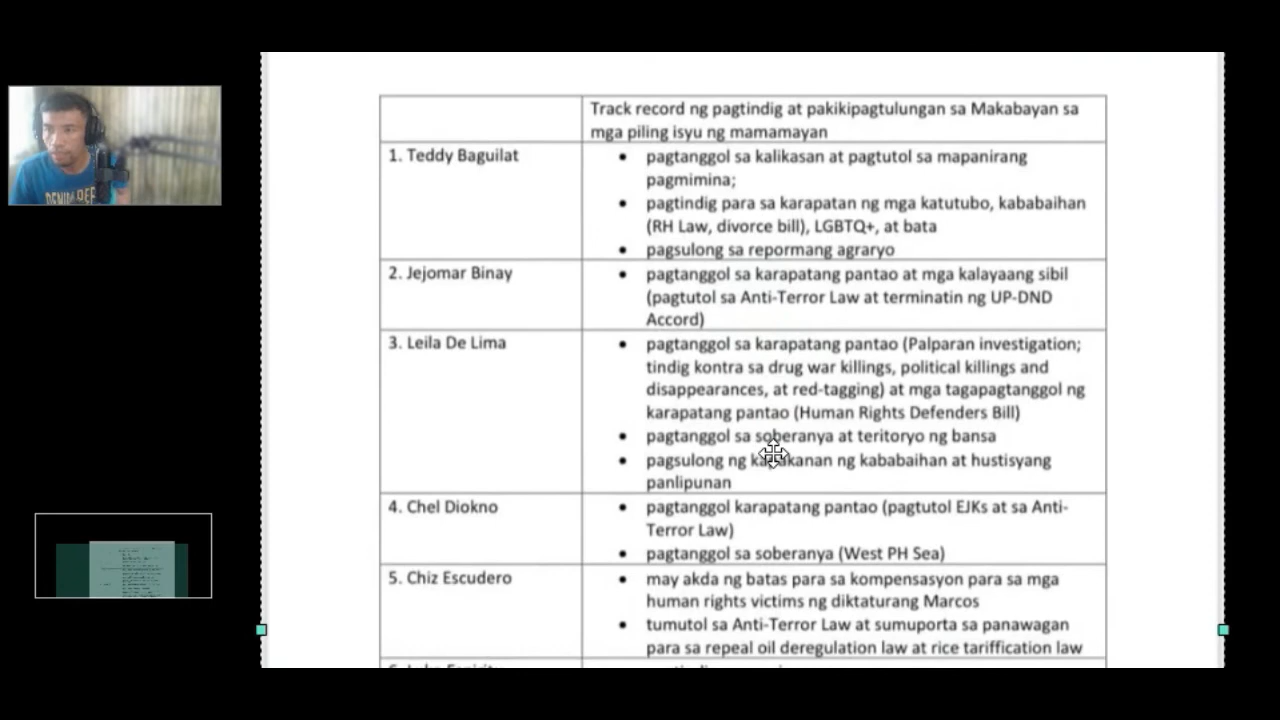 Track record ng pagtindig at pakikipagtulungan sa Makabayan sa
mga piling isyu ng mamamayan
1. Teddy Baguilat
• pagtanggol sa kalikasan at pagtutol sa mapanirang
pagmimina;
• pagtindig para sa karapatan ng mga katutubo, kababaihan
(RH Law, divorce bill), LGBTQ+, at bata
• pagsulong sa repormang agraryo
2. Jejomar Binay
• pagtanggol sa karapatang pantao at mga kalayaang sibil
(pagtutol sa Anti-Terror Law at terminatin ng UP-DND
Accord)
3. Leila De Lima
• pagtanggol sa karapatang pantao (Palparan investigation;
tindig kontra sa drug war killings, political killings and
disappearances, at red-tagging) at mga tagapagtanggol ng
karapatang pantao (Human Rights Defenders Bill)
• pagtanggol sa soberanya at teritoryo ng bansa
• pagsulong ng ng kababaihan at hustisyang
panlipunan
4. Chel Diokno
• pagtanggol karapatang pantao (pagtutol EJKs at sa Anti-
Terror Law)
• pagtanggol sa soberanya (West PH Sea)
5. Chiz Escudero
• may akda ng batas para sa kompensasyon para sa mga
human rights victims ng diktaturang Marcos
• tumutol sa Anti-Terror Law at sumuporta sa panawagan
para sa repeal oil deregulation law at rice tariffication law